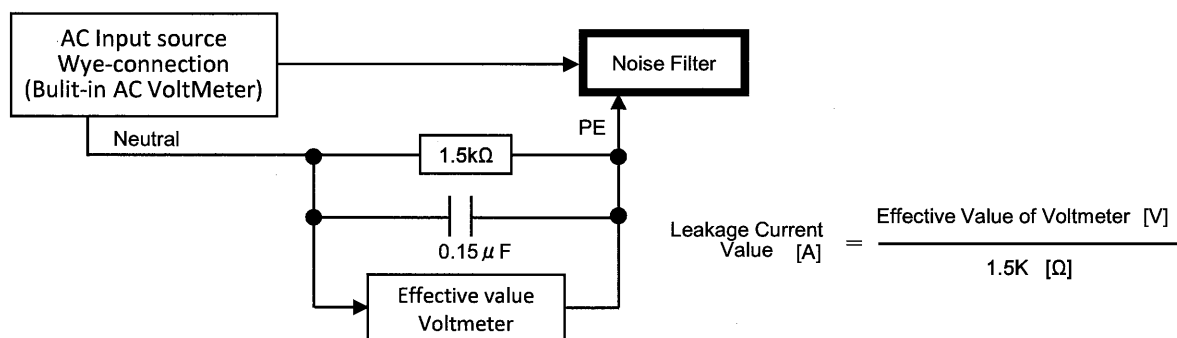 AC Input source
Wye-connection
(Bulit-in AC VoltMeter)
Noise Filter
Neutral
PE
1.5kΩ
0.15μF
Effective value
Voltmeter
Leakage Current
Value [A]
=
Effective Value of Voltmeter [V]
1.5K [Ω]